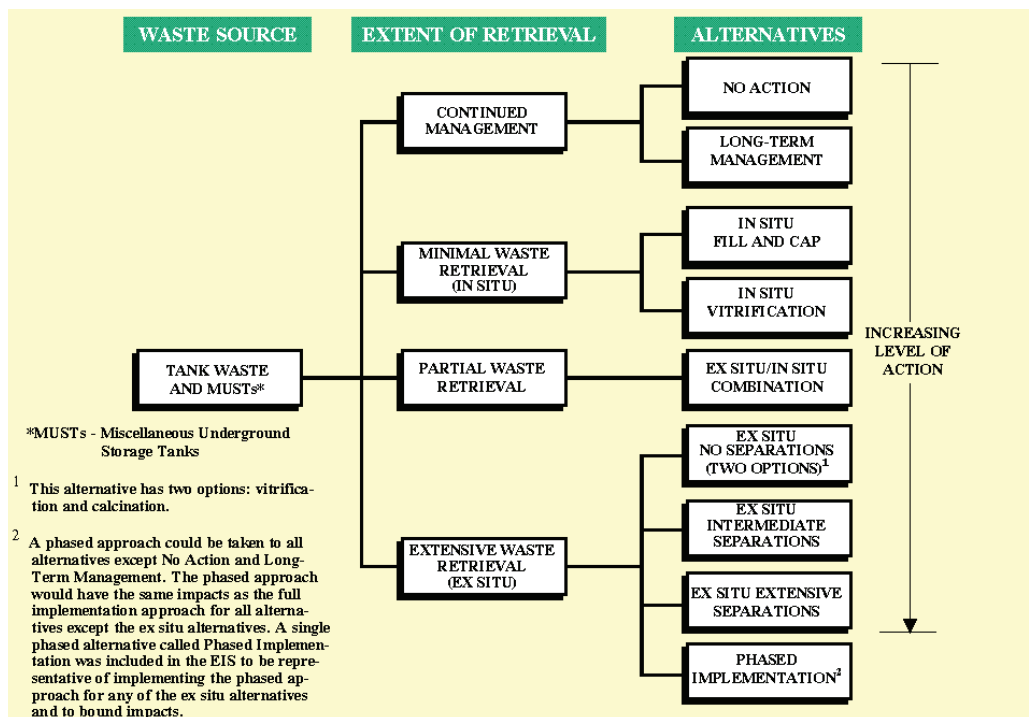 WASTE SOURCE
EXTENT OF RETRIEVAL
ALTERNATIVES
TANK WASTE
AND MUSTs*
CONTINUED
MANAGEMENT
NO ACTION
LONG-TERM
MANAGEMENT
MINIMAL WASTE
RETRIEVAL
(IN SITU)
IN SITU
FILL AND CAP
IN SITU
VITRIFICATION
PARTIAL WASTE
RETRIEVAL
EX SITU/IN SITU
COMBINATION
EXTENSIVE WASTE
RETRIEVAL
(EX SITU)
EX SITU
NO SEPARATIONS
(TWO OPTIONS)¹
EX SITU
INTERMEDIATE
SEPARATIONS
EX SITU EXTENSIVE
SEPARATIONS
PHASED
IMPLEMENTATION²
INCREASING
LEVEL OF
ACTION
*MUSTs - Miscellaneous Underground
Storage Tanks
1 This alternative has two options: vitrifica-
tion and calcination.
2 A phased approach could be taken to all
alternatives except No Action and Long-
Term Management. The phased approach
would have the same impacts as the full
implementation approach for all alterna-
tives except the ex situ alternatives. A single
phased alternative called Phased Implemen-
tation was included in the EIS to be repre-
sentative of implementing the phased ap-
proach for any of the ex situ alternatives
and to bound impacts.